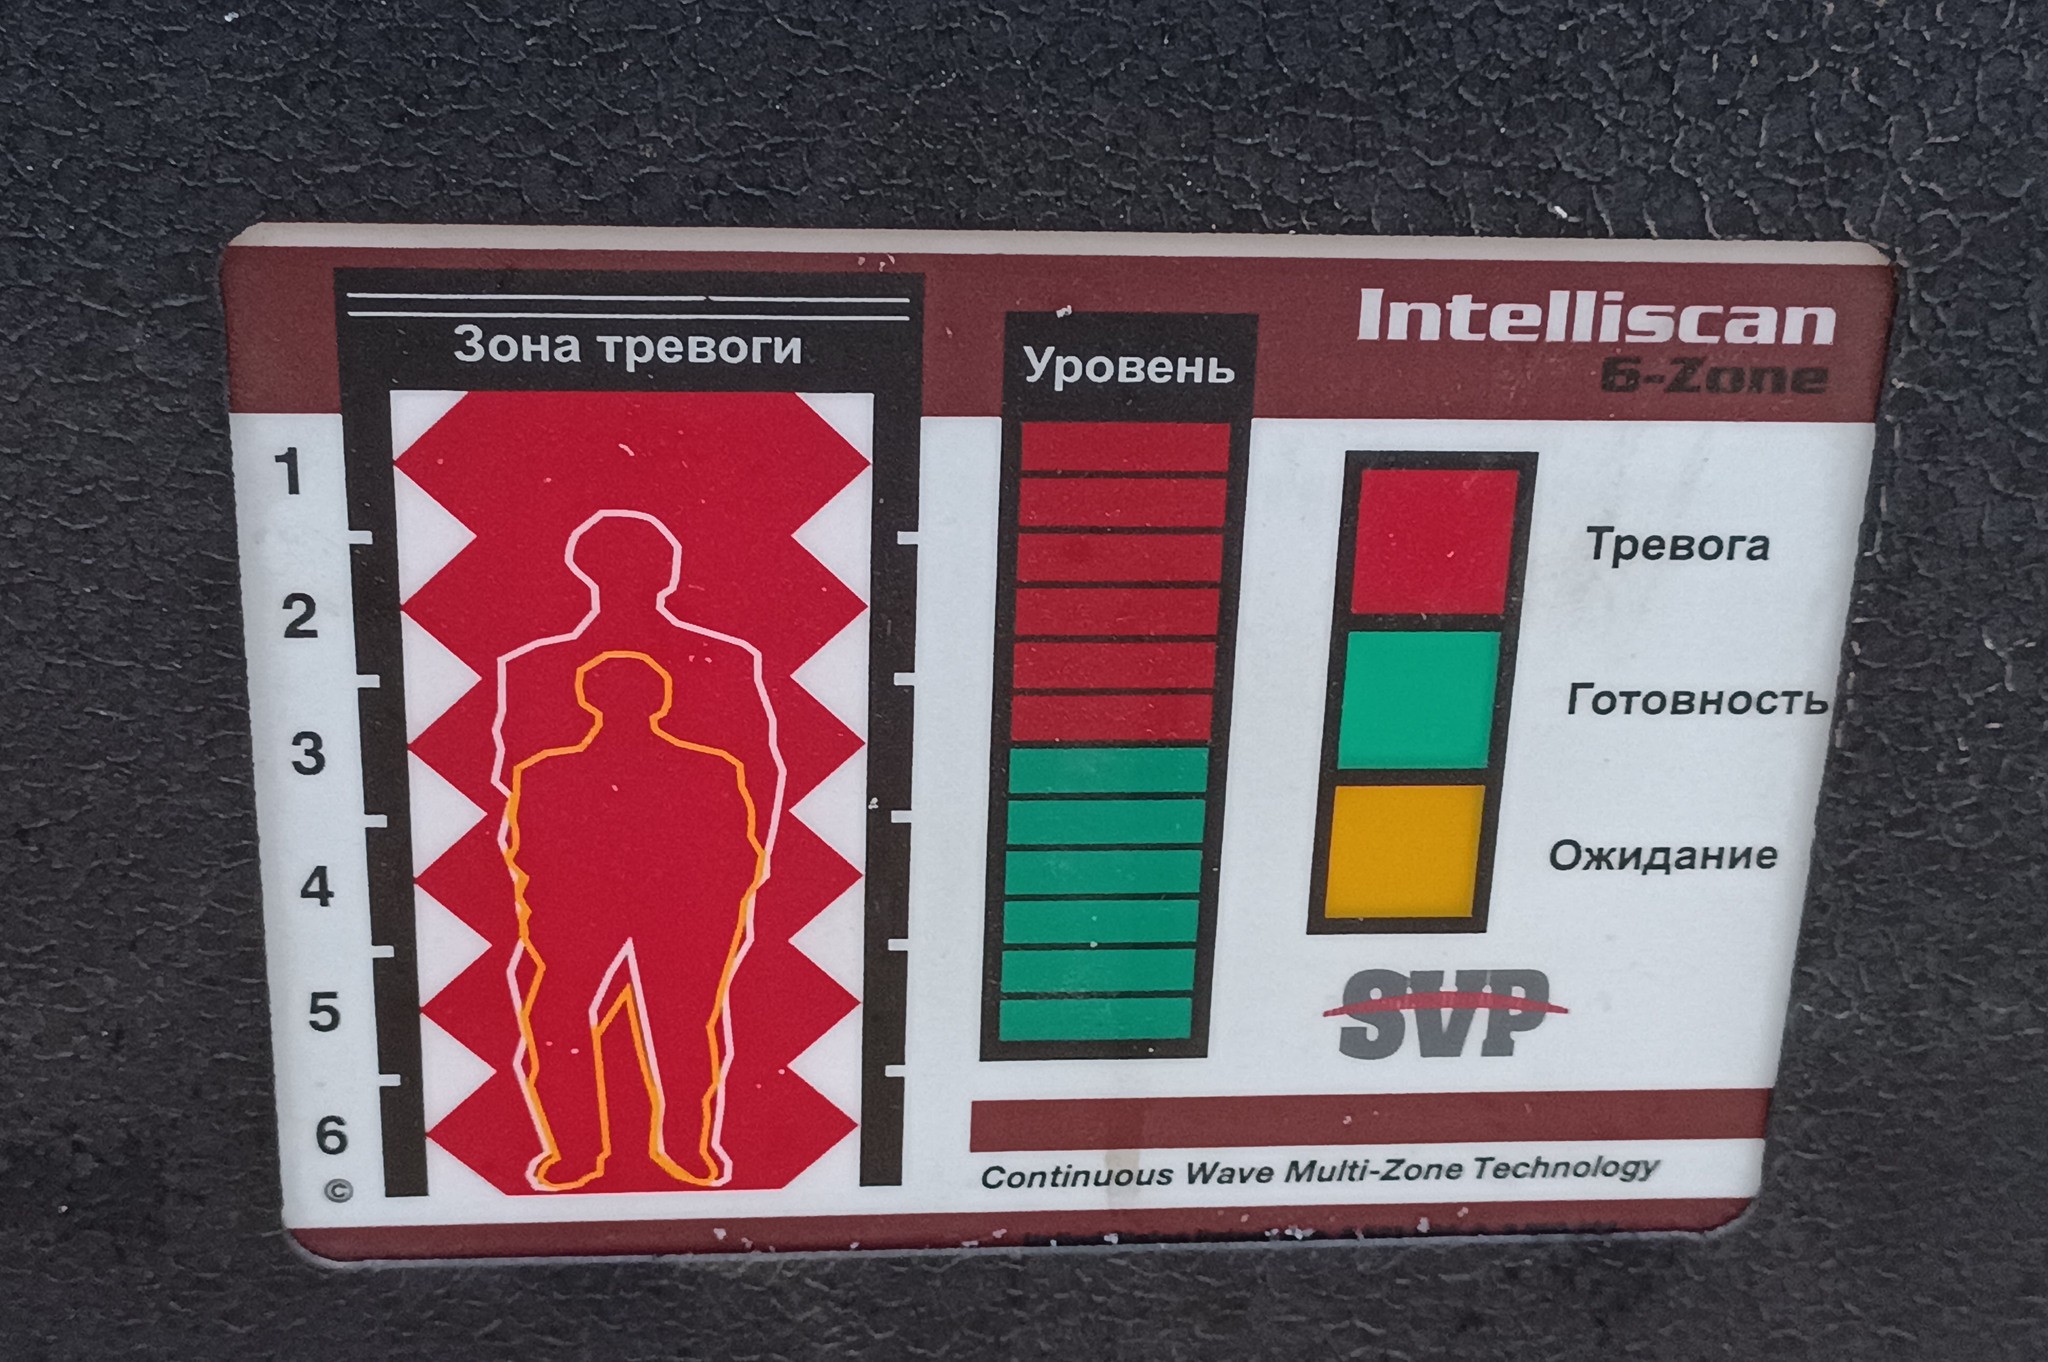 Intelliscan
6-Zone
Зона тревоги
Уровень
1
2
3
4
5
6
©
Тревога
Готовность
Ожидание
SVP
Continuous Wave Multi-Zone Technology